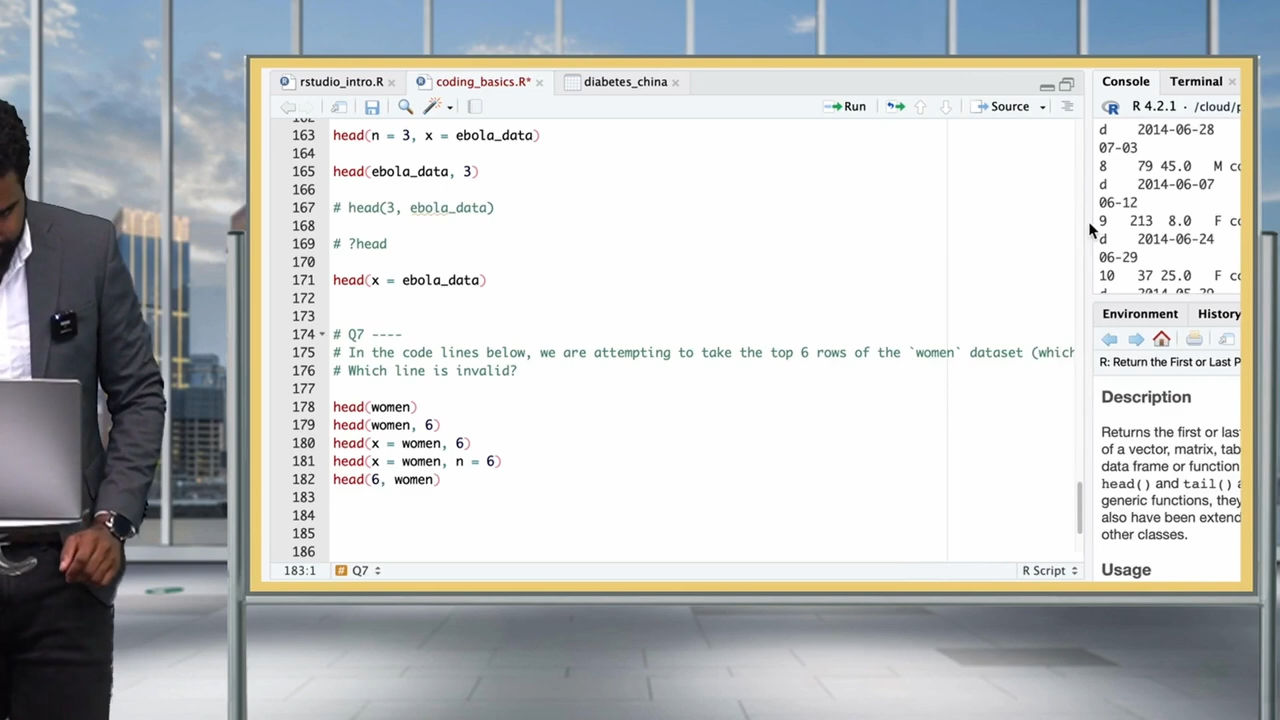 rstudio_intro.R
coding_basics.R*
diabetes_china
Run
Source
163 head(n = 3, x = ebola_data)
164
165 head(ebola_data, 3)
166
167 # head(3, ebola_data)
168
169 # ?head
170
171 head(x = ebola_data)
172
173
174 # Q7 ----
175 # In the code lines below, we are attempting to take the top 6 rows of the `women` dataset (which
176 # Which line is invalid?
177
178 head(women)
179 head(women, 6)
180 head(x = women, 6)
181 head(x = women, n = 6)
182 head(6, women)
183
184
185
186
183:1 # Q7
R Script
Console
Terminal
R 4.2.1 · /cloud/p
d 2014-06-28
07-03
8 79 45.0 M co
d 2014-06-07
06-12
9 213 8.0 F co
d 2014-06-24
06-29
10 37 25.0 F co
Environment
History
R: Return the First or Last P
Description
Returns the first or last
of a vector, matrix, tab
data frame or function
head() and tail() a
generic functions, they
also have been extend
other classes.
Usage